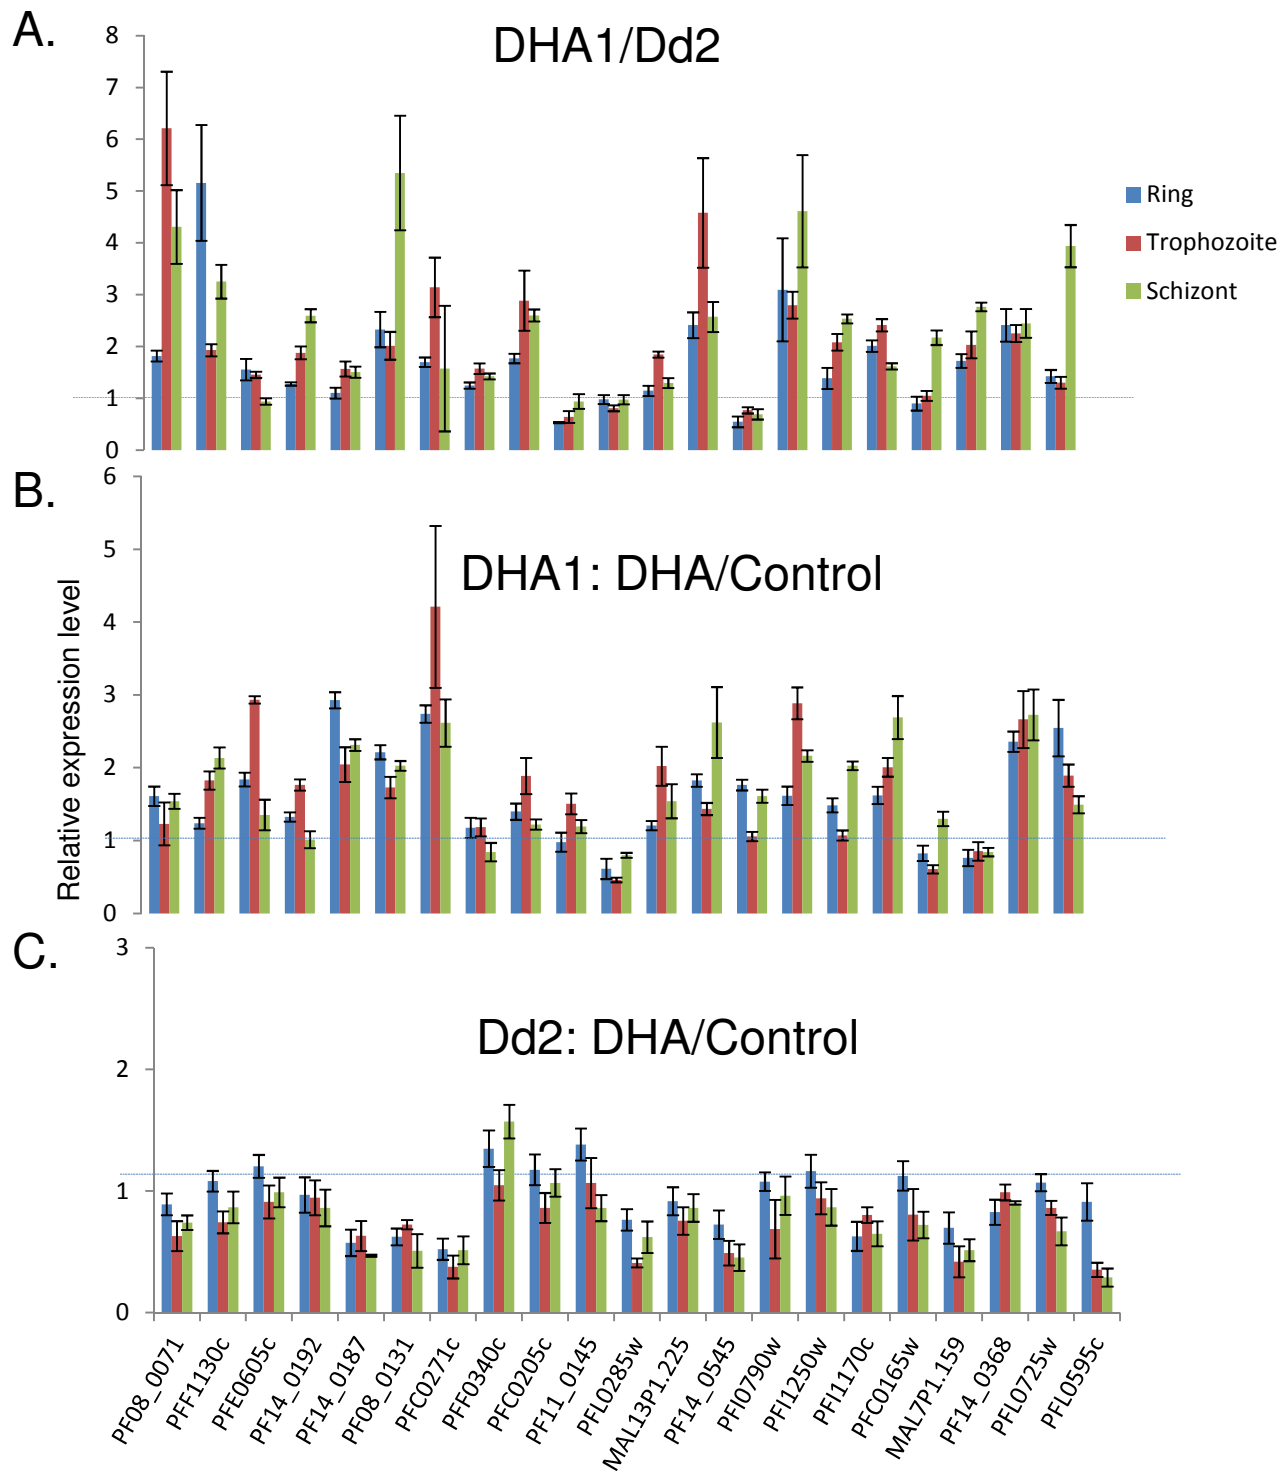 A.
DHA1/Dd2
8
7
6
5
4
3
2
1
0
Ring
Trophozoite
Schizont
B.
DHA1: DHA/Control
Relative expression level
6
5
4
3
2
1
0
C.
Dd2: DHA/Control
3
2
1
0
PF08_0071
PFF1130c
PFE0605c
PF14_0192
PF14_0187
PF08_0131
PFC0271c
PFF0340c
PFC0205c
PF11_0145
PFL0285w
MAL13P1.225
PF14_0545
PFI0790w
PFI1250w
PFI1170c
PFC0165w
MAL7P1.159
PF14_0368
PFL0725w
PFL0595c